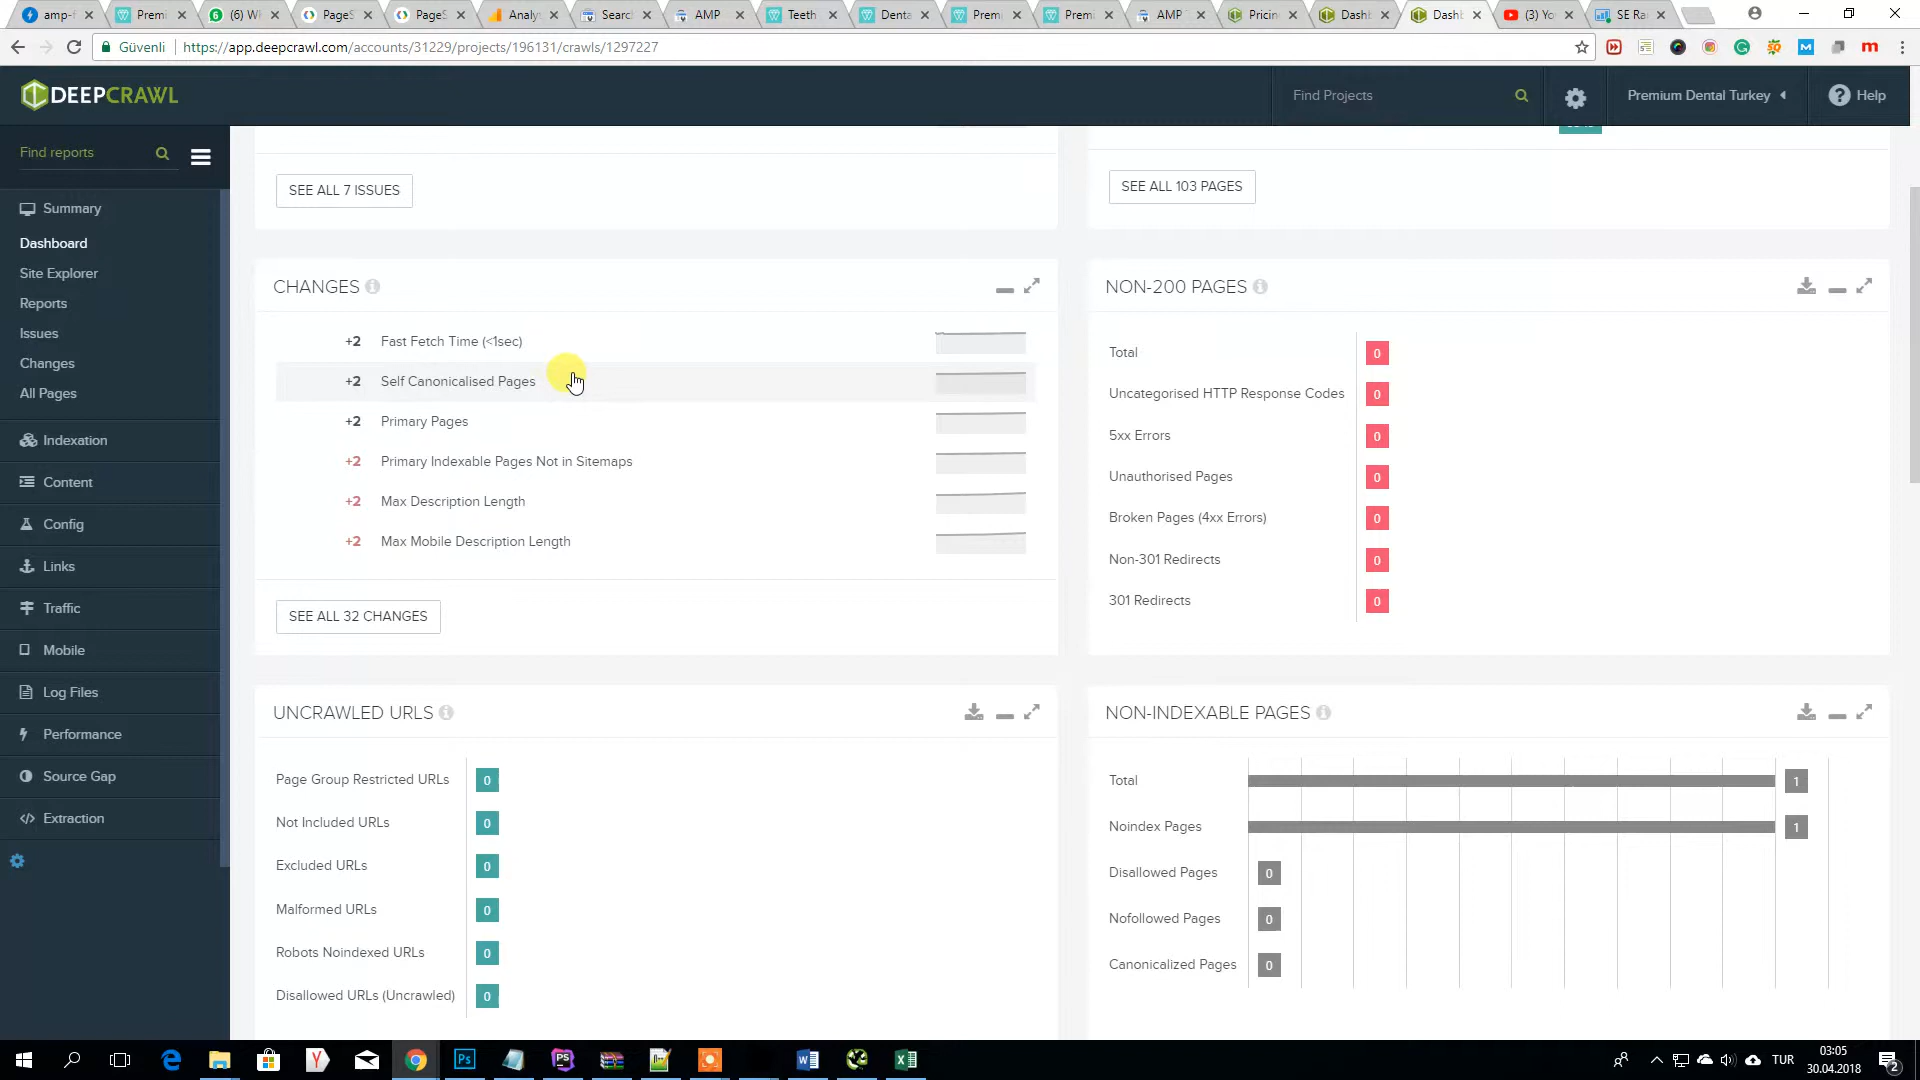 amp-f
Premi
(6) Wh
PageS
PageS
Analy
Search
AMP
Teeth
Denta
Premi
Premi
AMP
Pricin
Dashb
Dashb
(3) Yo
SE Ra
Güvenli
https://app.deepcrawl.com/accounts/31229/projects/196131/crawls/1297227
DEEPCRAWL
Find Projects
Premium Dental Turkey
Help
Find reports
Summary
Dashboard
Site Explorer
Reports
Issues
Changes
All Pages
Indexation
Content
Config
Links
Traffic
Mobile
Log Files
Performance
Source Gap
Extraction
SEE ALL 7 ISSUES
SEE ALL 103 PAGES
CHANGES
+2 Fast Fetch Time (<1sec)
+2 Self Canonicalised Pages
+2 Primary Pages
+2 Primary Indexable Pages Not in Sitemaps
+2 Max Description Length
+2 Max Mobile Description Length
SEE ALL 32 CHANGES
NON-200 PAGES
Total 0
Uncategorised HTTP Response Codes 0
5xx Errors 0
Unauthorised Pages 0
Broken Pages (4xx Errors) 0
Non-301 Redirects 0
301 Redirects 0
UNCRAWLED URLS
Page Group Restricted URLs 0
Not Included URLs 0
Excluded URLs 0
Malformed URLs 0
Robots Noindexed URLs 0
Disallowed URLs (Uncrawled) 0
NON-INDEXABLE PAGES
Total 1
Noindex Pages 1
Disallowed Pages 0
Nofollowed Pages 0
Canonicalized Pages 0
TUR
03:05
30.04.2018
2